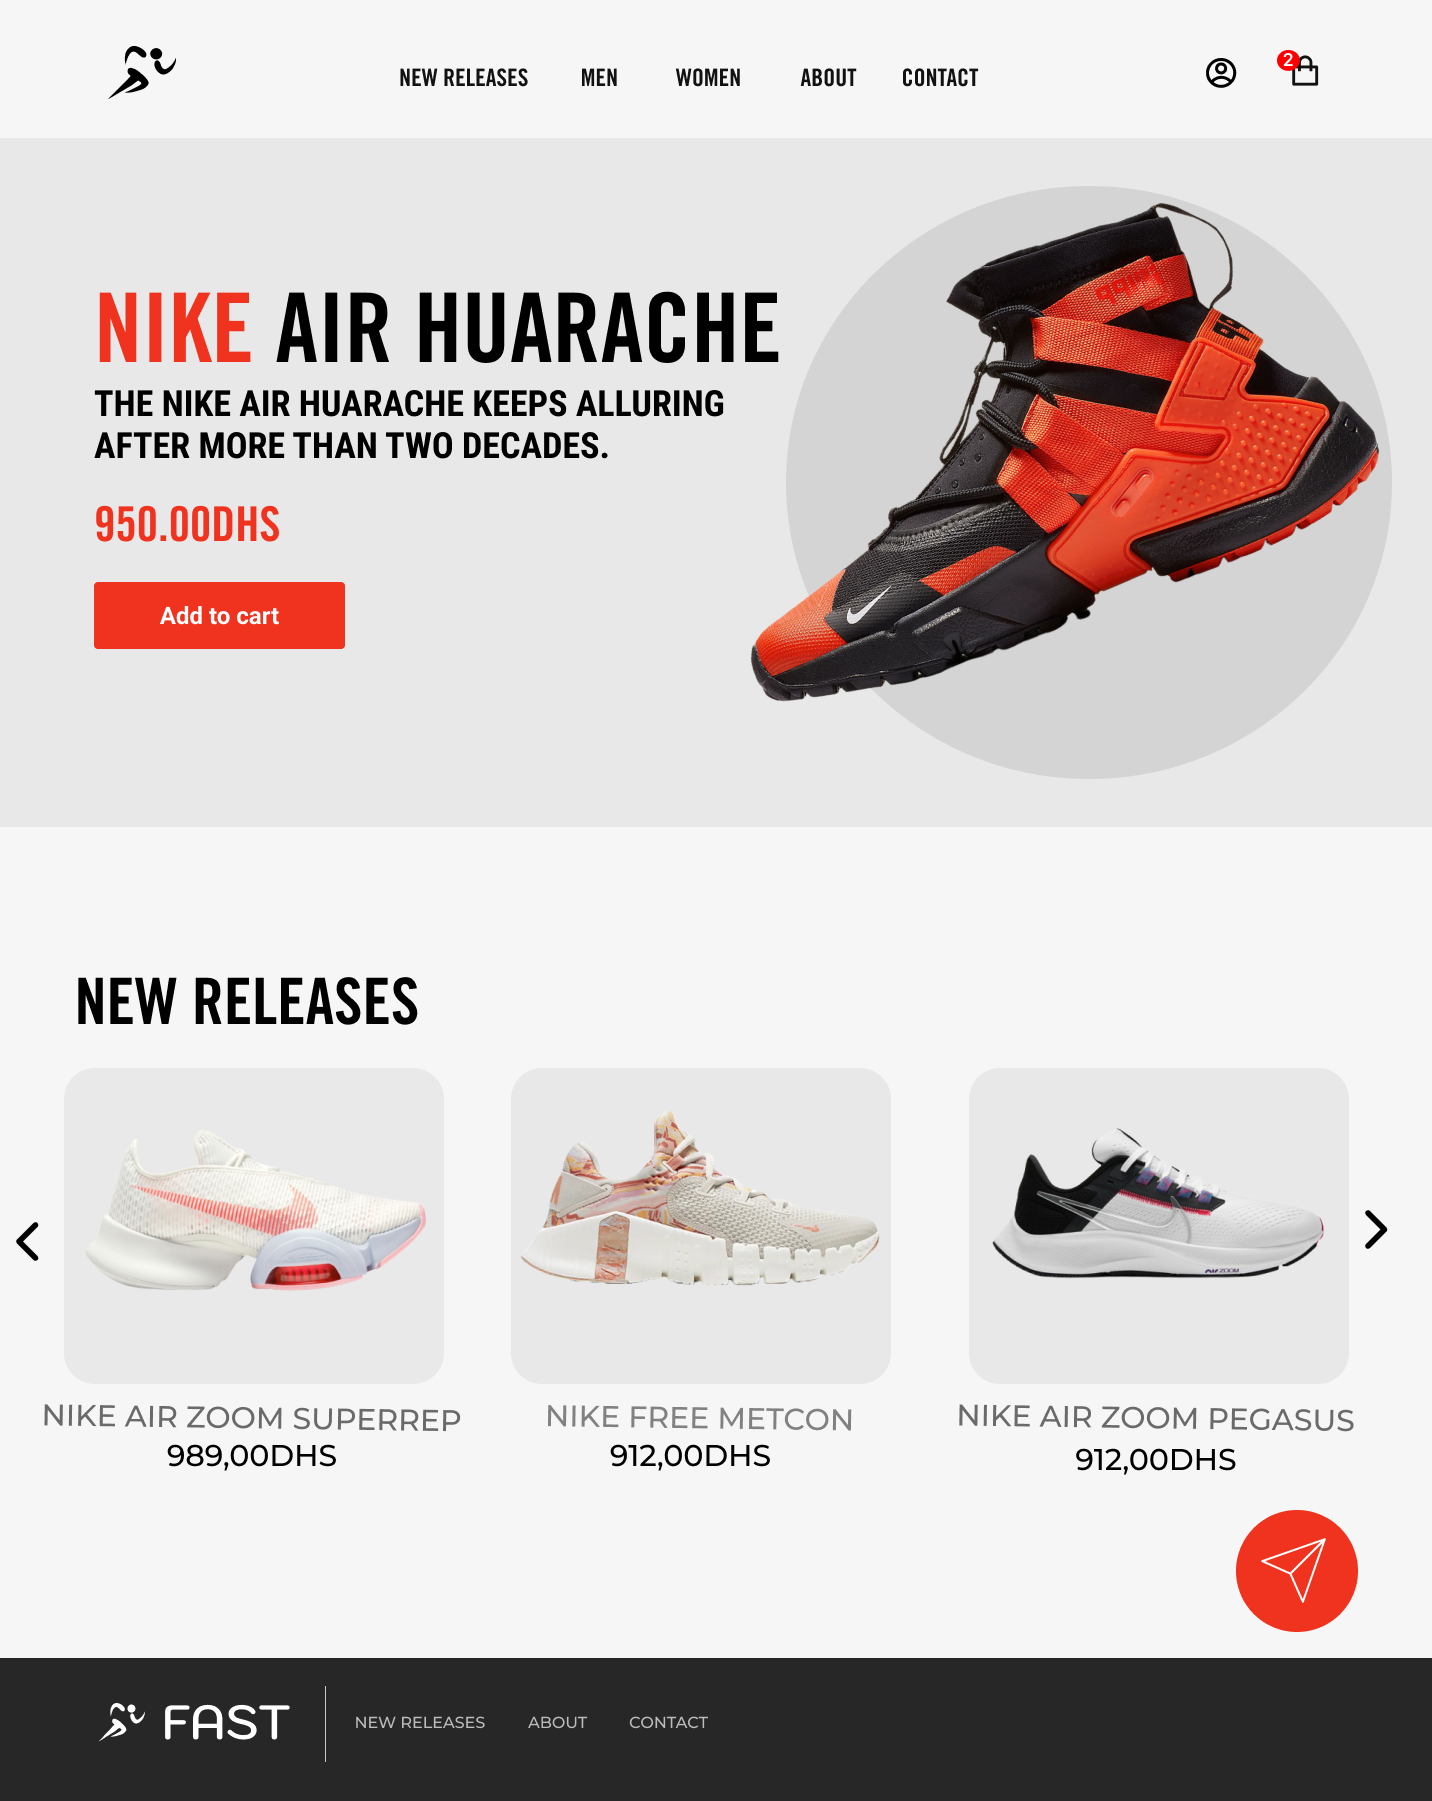 NEW RELEASES MEN WOMEN ABOUT CONTACT
2
NIKE AIR HUARACHE
THE NIKE AIR HUARACHE KEEPS ALLURING
AFTER MORE THAN TWO DECADES.
950.00DHS
Add to cart
NEW RELEASES
ZOOM
NIKE AIR ZOOM SUPERREP
989,00DHS
NIKE FREE METCON
912,00DHS
NIKE AIR ZOOM PEGASUS
912,00DHS
FAST
NEW RELEASES ABOUT CONTACT